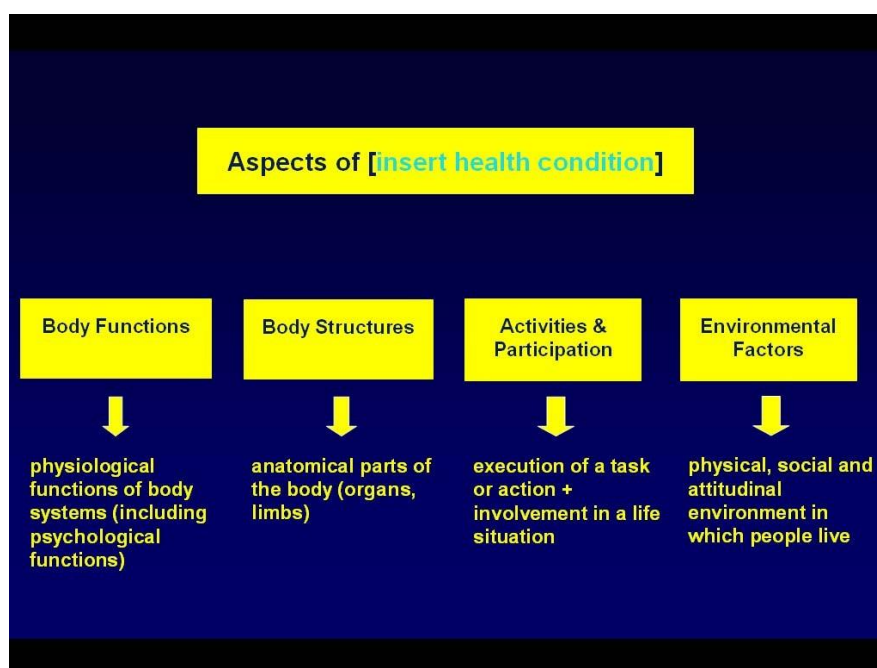 Aspects of [insert health condition]
Body Functions
Body Structures
Activities &
Participation
Environmental
Factors
physiological
functions of body
systems (including
psychological
functions)
anatomical parts of
the body (organs,
limbs)
execution of a task
or action +
involvement in a life
situation
physical, social and
attitudinal
environment in
which people live